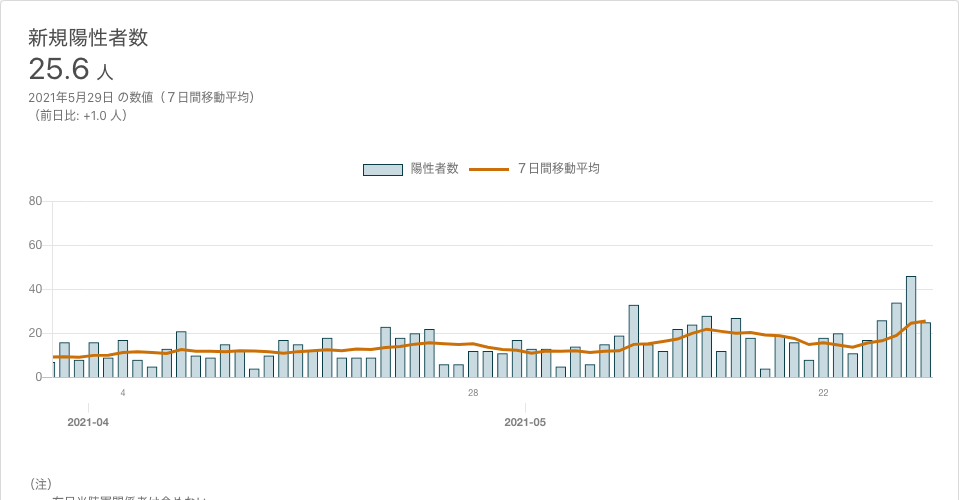 新規陽性者数
25.6 人
2021年5月29日 の数値（７日間移動平均）
（前日比: +1.0 人）
陽性者数 ７日間移動平均
80
60
40
20
0
4 28 22
2021-04 2021-05
（注）